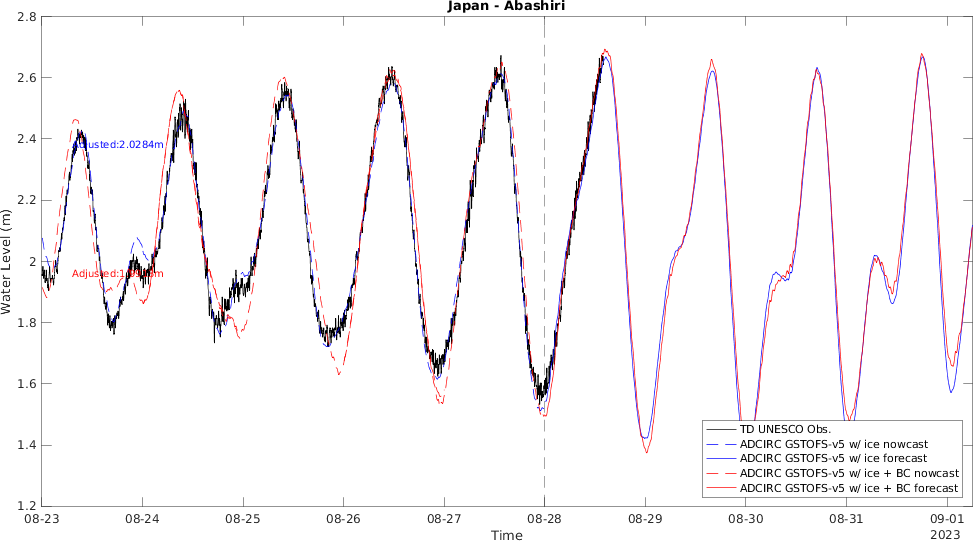 Japan - Abashiri
2.8
2.6
2.4
2.2
2
1.8
1.6
1.4
1.2
Water Level (m)
Adjusted:2.0284m
TD UNESCO Obs.
ADCIRC GSTOFS-v5 w/ ice nowcast
ADCIRC GSTOFS-v5 w/ ice forecast
ADCIRC GSTOFS-v5 w/ ice + BC nowcast
ADCIRC GSTOFS-v5 w/ ice + BC forecast
08-23
08-24
08-25
08-26
08-27
08-28
08-29
08-30
08-31
09-01
Time
2023